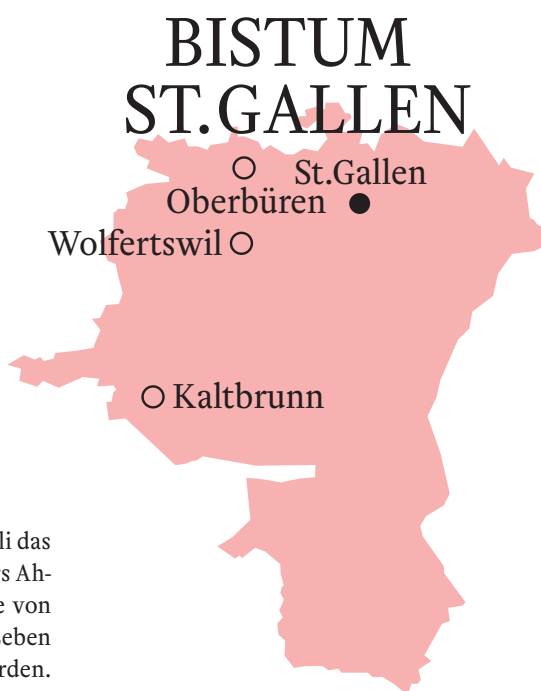 BISTUM
ST.GALLEN
St.Gallen
Oberbüren
Wolfertswil
Kaltbrunn
li das
s Ah-
e von
eben
rden.